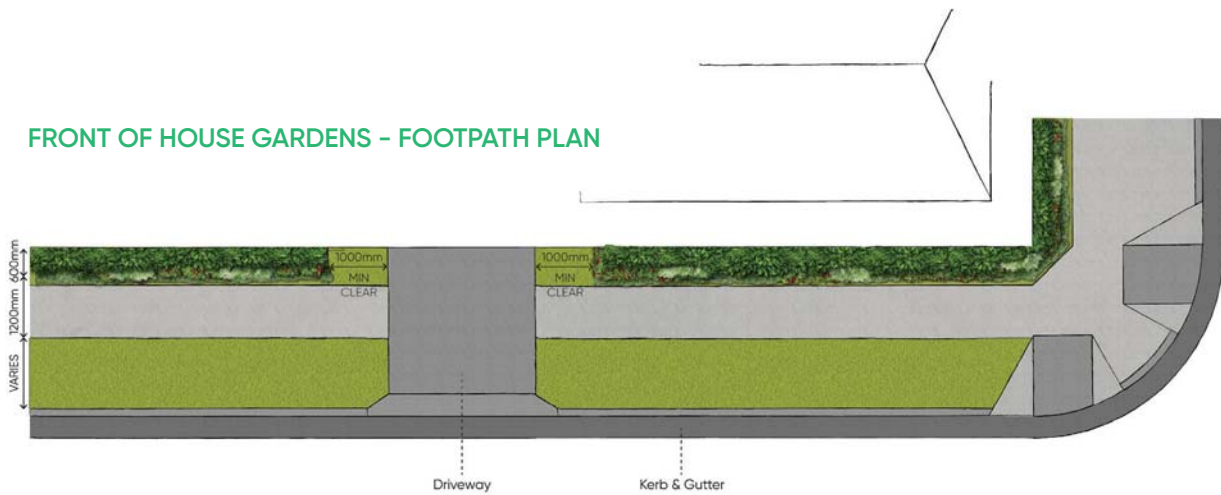 FRONT OF HOUSE GARDENS - FOOTPATH PLAN
600mm
1200mm
VARIES
1000mm
MIN
CLEAR
1000mm
MIN
CLEAR
Driveway
Kerb & Gutter